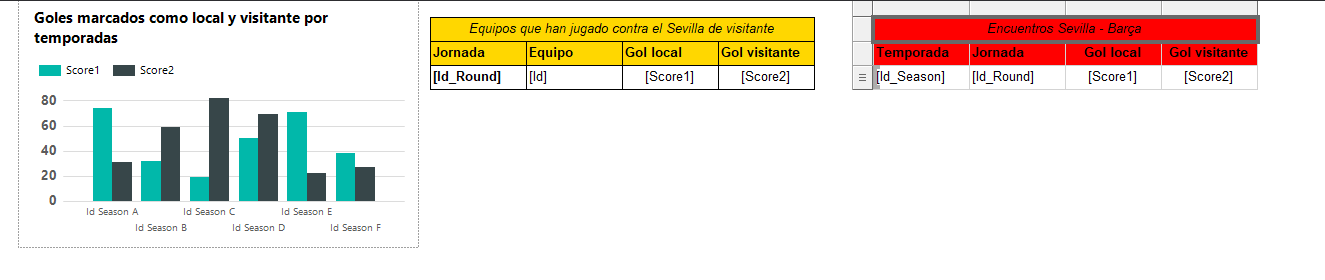 Goles marcados como local y visitante por
temporadas
Score1 Score2
80
60
40
20
0
Id Season A Id Season C Id Season E
Id Season B Id Season D Id Season F
Equipos que han jugado contra el Sevilla de visitante
Jornada Equipo Gol local Gol visitante
[Id_Round] [Id] [Score1] [Score2]
Encuentros Sevilla - Barça
Temporada Jornada Gol local Gol visitante
[Id_Season] [Id_Round] [Score1] [Score2]